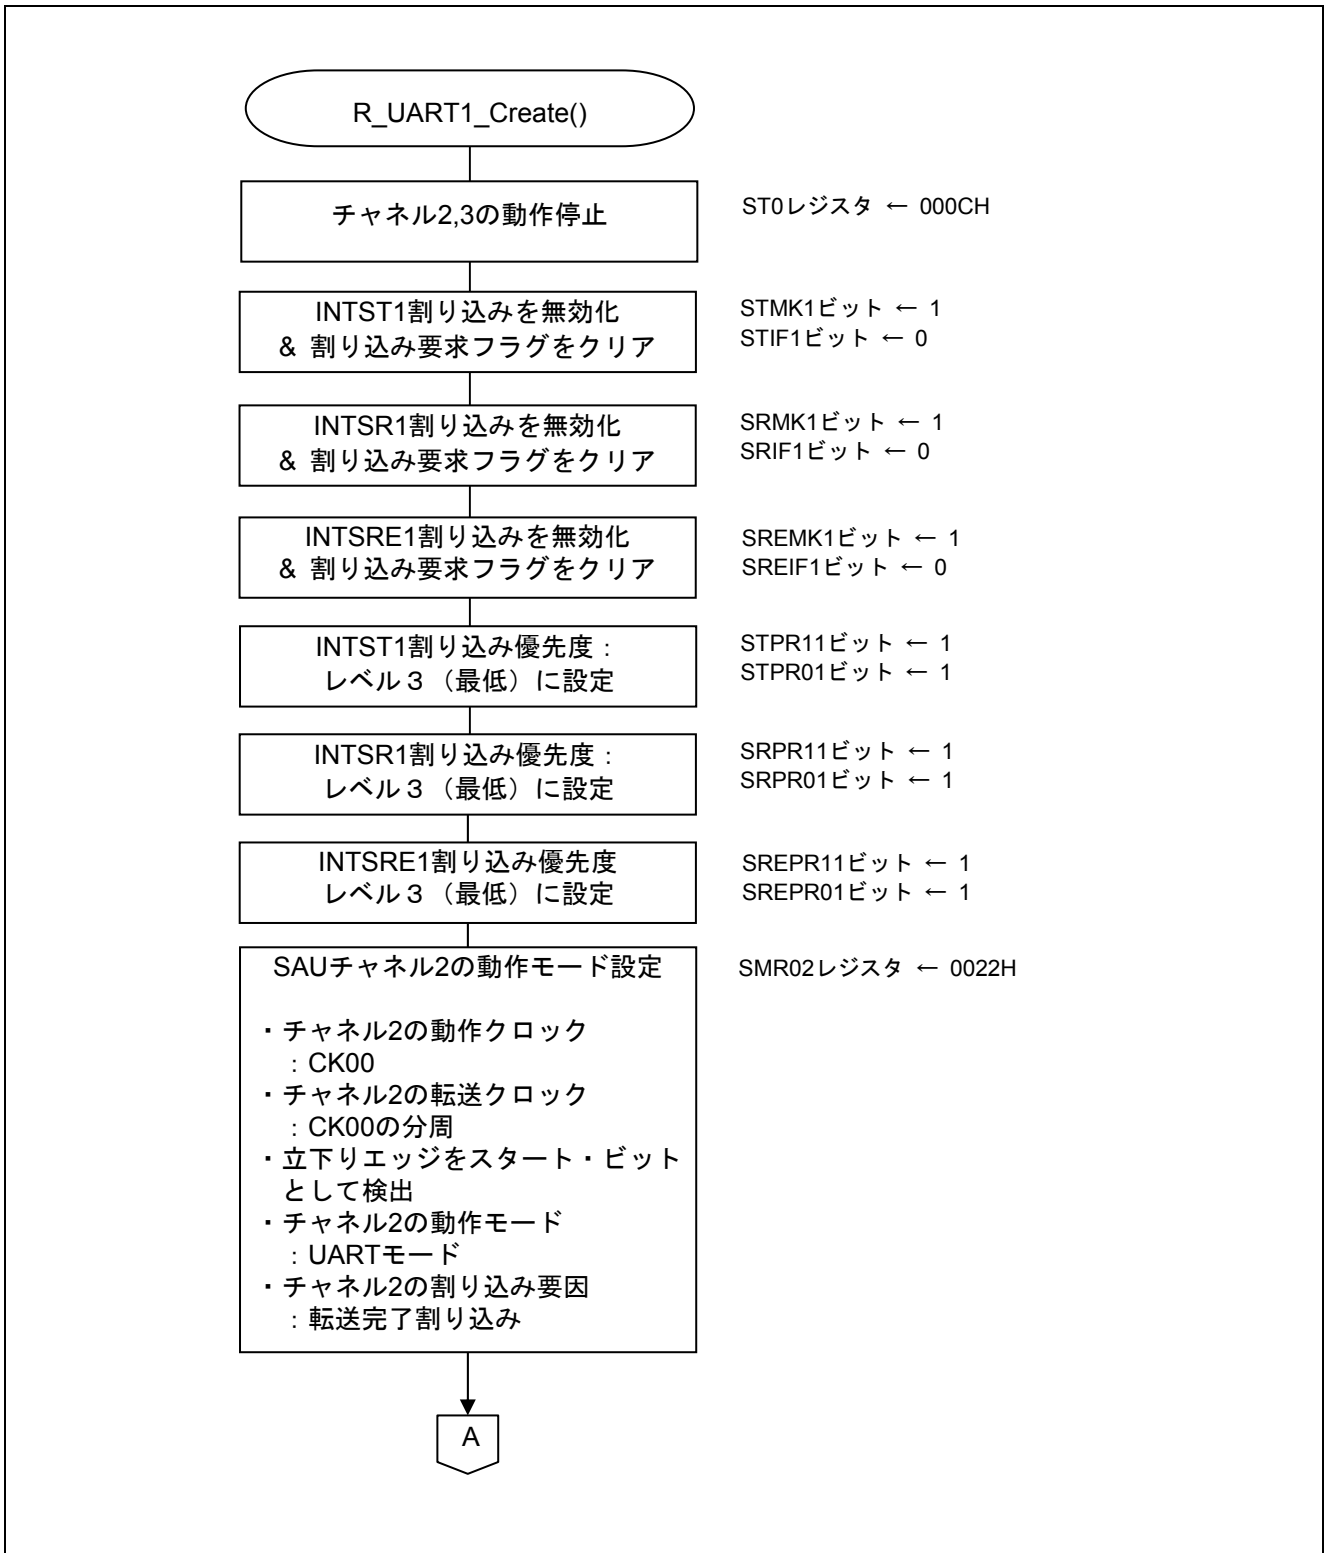 R_UART1_Create()
チャネル2,3の動作停止
ST0レジスタ ← 000CH
INTST1割り込みを無効化
& 割り込み要求フラグをクリア
STMK1ビット ← 1
STIF1ビット ← 0
INTSR1割り込みを無効化
& 割り込み要求フラグをクリア
SRMK1ビット ← 1
SRIF1ビット ← 0
INTSRE1割り込みを無効化
& 割り込み要求フラグをクリア
SREMK1ビット ← 1
SREIF1ビット ← 0
INTST1割り込み優先度：
レベル３（最低）に設定
STPR11ビット ← 1
STPR01ビット ← 1
INTSR1割り込み優先度：
レベル３（最低）に設定
SRPR11ビット ← 1
SRPR01ビット ← 1
INTSRE1割り込み優先度
レベル３（最低）に設定
SREPR11ビット ← 1
SREPR01ビット ← 1
SAUチャネル2の動作モード設定
SMR02レジスタ ← 0022H
・チャネル2の動作クロック
：CK00
・チャネル2の転送クロック
：CK00の分周
・立下りエッジをスタート・ビット
として検出
・チャネル2の動作モード
：UARTモード
・チャネル2の割り込み要因
：転送完了割り込み
A